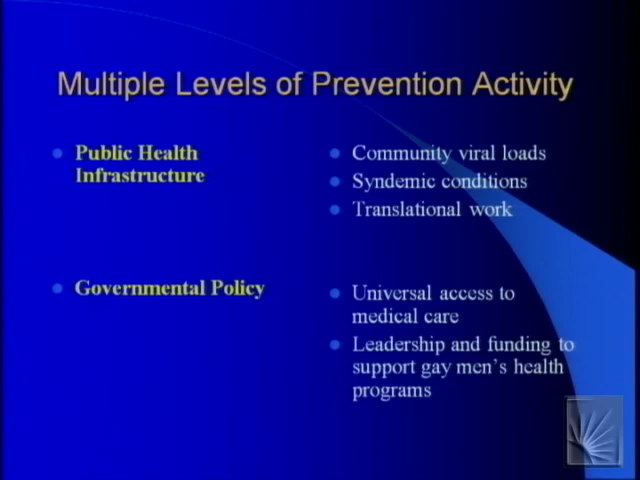 Multiple Levels of Prevention Activity
Public Health
Infrastructure
Community viral loads
Syndemic conditions
Translational work
Governmental Policy
Universal access to
medical care
Leadership and funding to
support gay men's health
programs